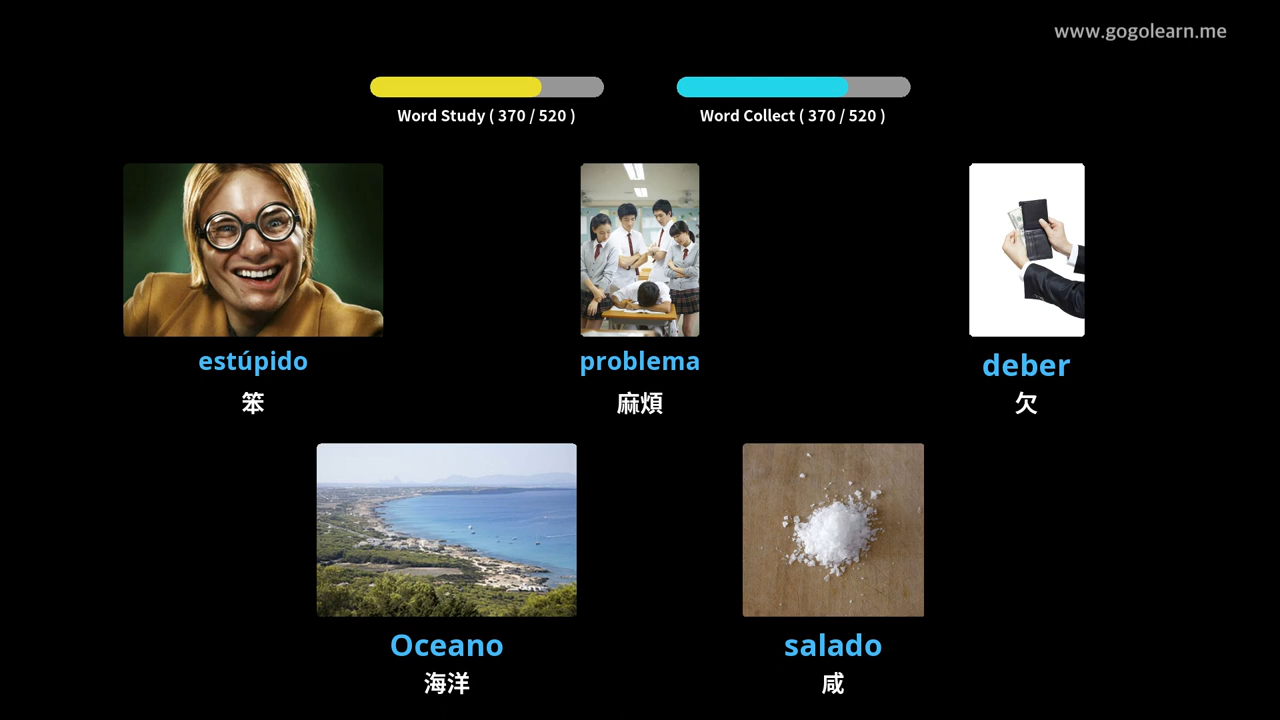 www.gogolearn.me
Word Study ( 370 / 520 )
Word Collect ( 370 / 520 )
estúpido
笨
problema
麻煩
deber
欠
Oceano
海洋
salado
咸